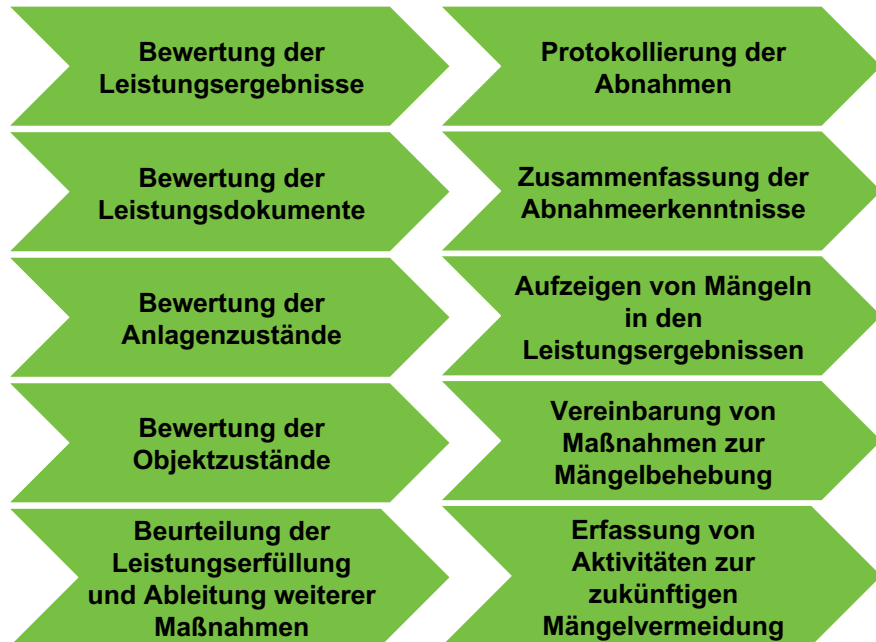 Bewertung der
Leistungsergebnisse
Protokollierung der
Abnahmen
Bewertung der
Leistungsdokumente
Zusammenfassung der
Abnahmeerkenntnisse
Bewertung der
Anlagenzustände
Aufzeigen von Mängeln
in den
Leistungsergebnissen
Bewertung der
Objektzustände
Vereinbarung von
Maßnahmen zur
Mängelbehebung
Beurteilung der
Leistungserfüllung
und Ableitung weiterer
Maßnahmen
Erfassung von
Aktivitäten zur
zukünftigen
Mängelvermeidung